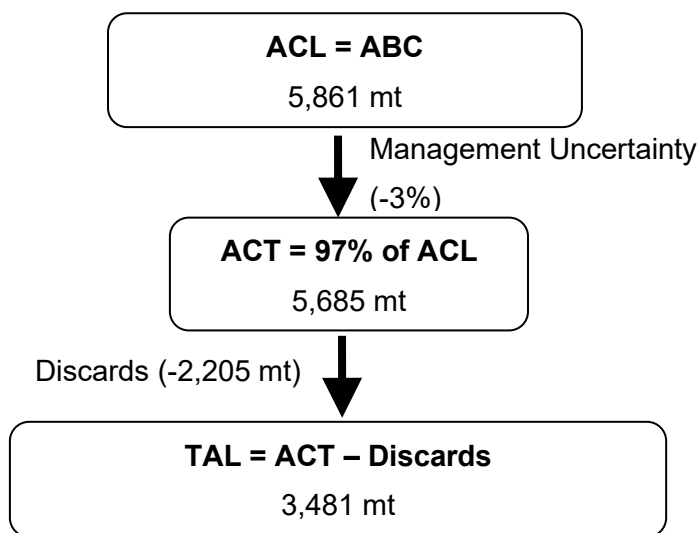 ACL = ABC
5,861 mt
Management Uncertainty
(-3%)
ACT = 97% of ACL
5,685 mt
Discards (-2,205 mt)
TAL = ACT – Discards
3,481 mt